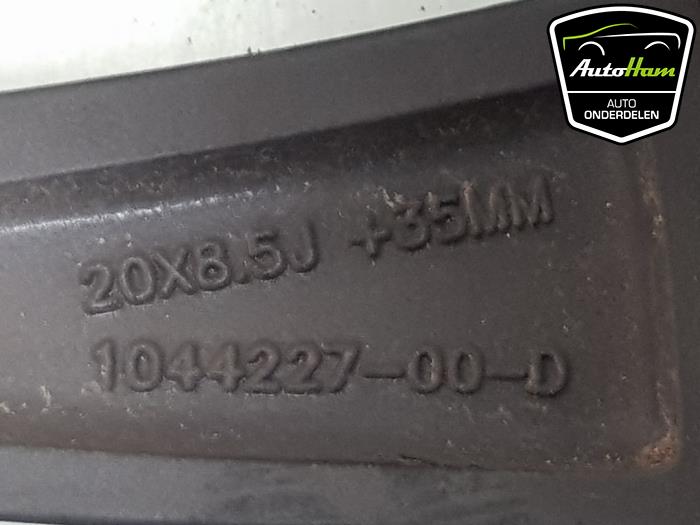 AutoHam
AUTO
ONDERDELEN
20X8.5J +35MM
1044227-00-D